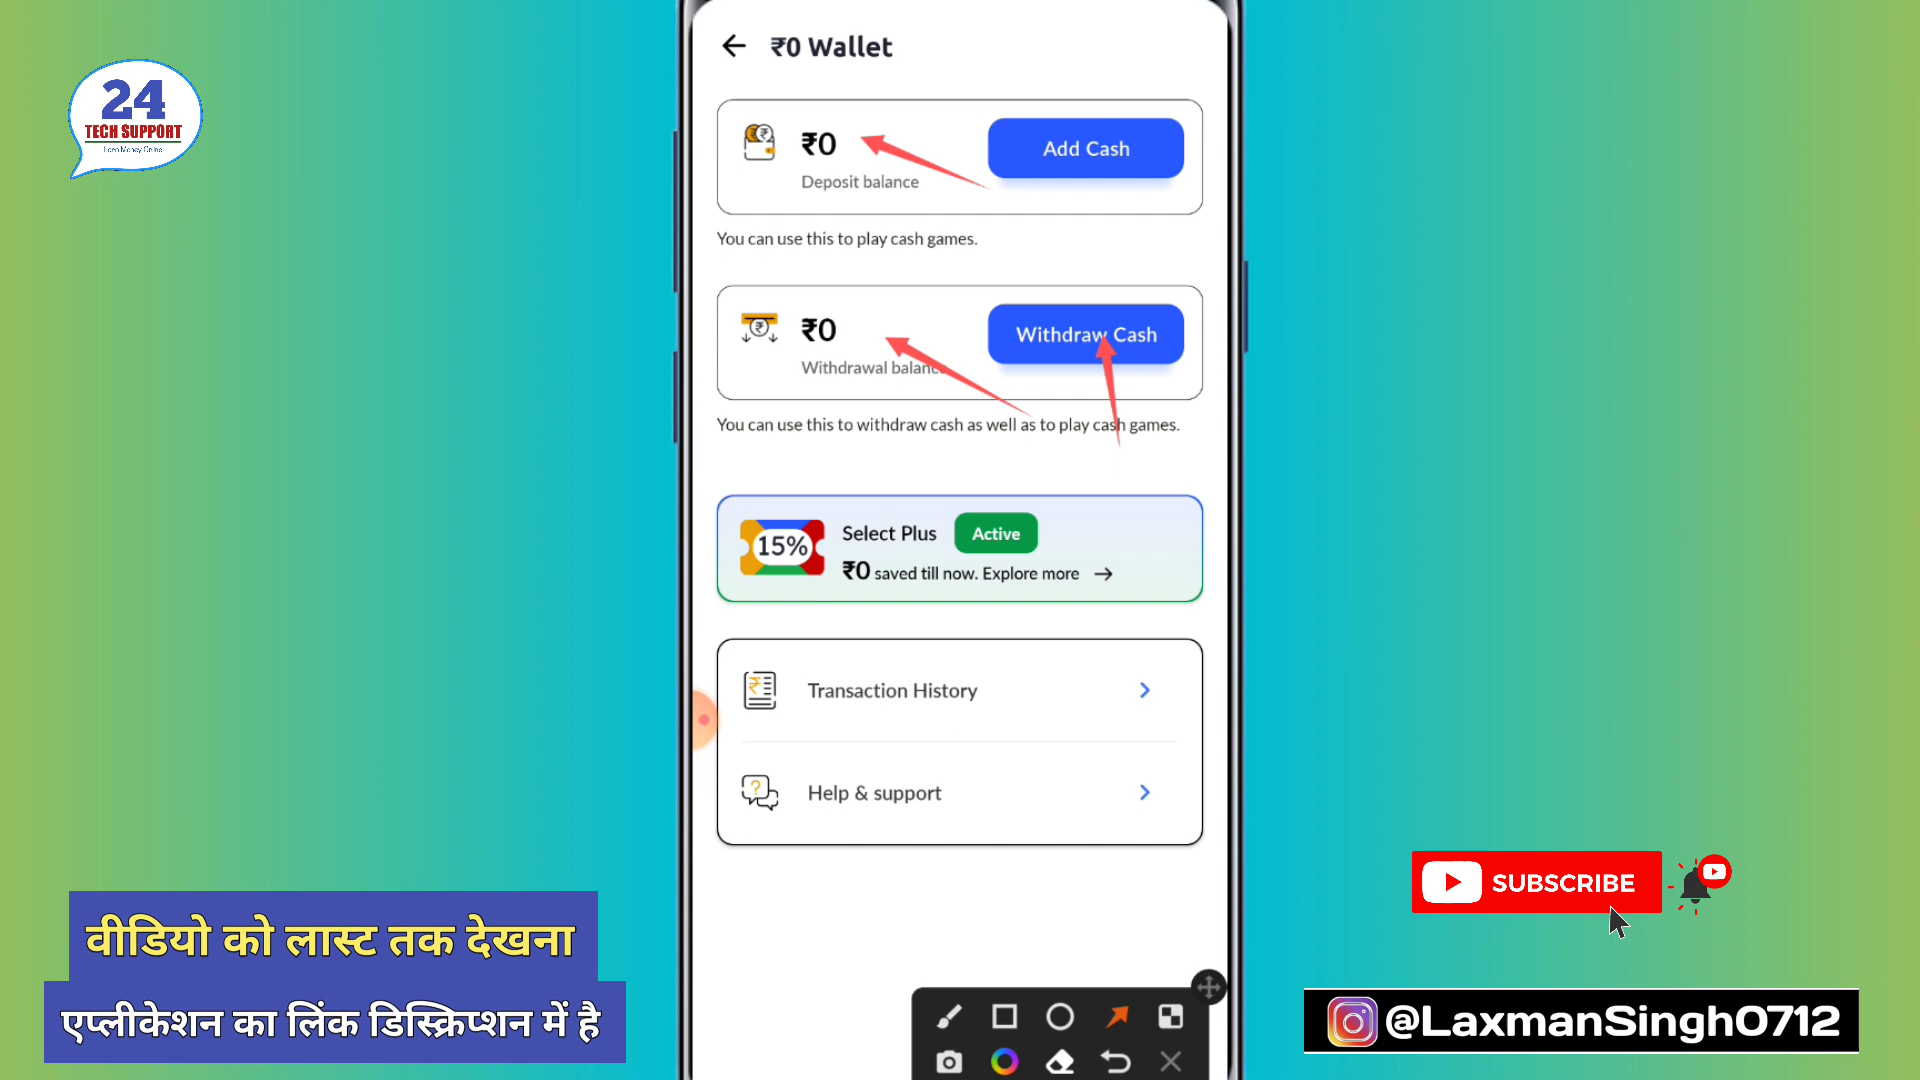 ₹0 Wallet
24
TECH SUPPORT
Earn Money Online
₹0
Add Cash
Deposit balance
You can use this to play cash games.
₹0
Withdraw Cash
Withdrawal balance
You can use this to withdraw cash as well as to play cash games.
15%
Select Plus
Active
₹0 saved till now. Explore more →
Transaction History
Help & support
SUBSCRIBE
वीडियो को लास्ट तक देखना
एप्लीकेशन का लिंक डिस्क्रिप्शन में है
@LaxmanSingh0712